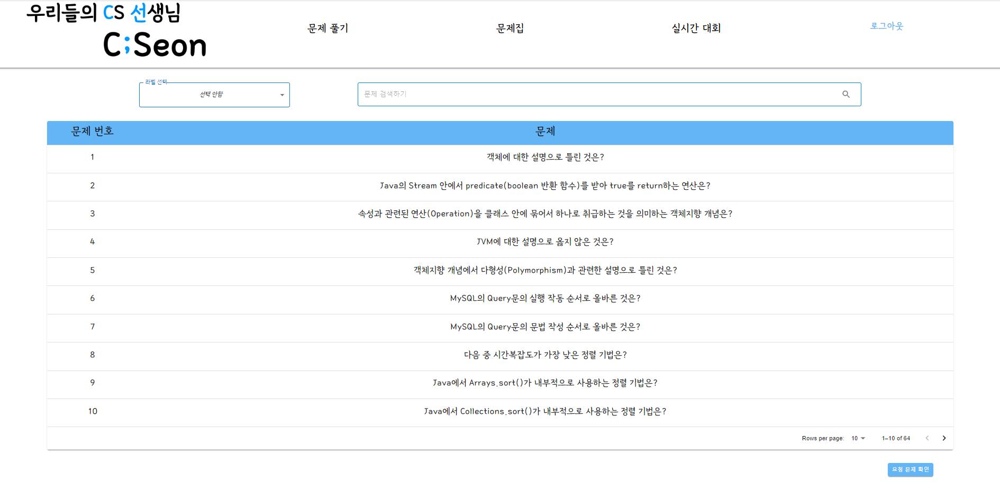 우리들의 CS 선생님
C;Seon
문제 풀기
문제집
실시간 대회
로그아웃
라벨 선택
선택 안함
문제 검색하기
문제 번호 문제
1 객체에 대한 설명으로 틀린 것은?
2 Java의 Stream 안에서 predicate(boolean 반환 함수)를 받아 true를 return하는 연산은?
3 속성과 관련된 연산(Operation)을 클래스 안에 묶어서 하나로 취급하는 것을 의미하는 객체지향 개념은?
4 JVM에 대한 설명으로 옳지 않은 것은?
5 객체지향 개념에서 다형성(Polymorphism)과 관련한 설명으로 틀린 것은?
6 MySQL의 Query문의 실행 작동 순서로 올바른 것은?
7 MySQL의 Query문의 문법 작성 순서로 올바른 것은?
8 다음 중 시간복잡도가 가장 낮은 정렬 기법은?
9 Java에서 Arrays.sort()가 내부적으로 사용하는 정렬 기법은?
10 Java에서 Collections.sort()가 내부적으로 사용하는 정렬 기법은?
Rows per page: 10 1–10 of 64
요청 문제 확인